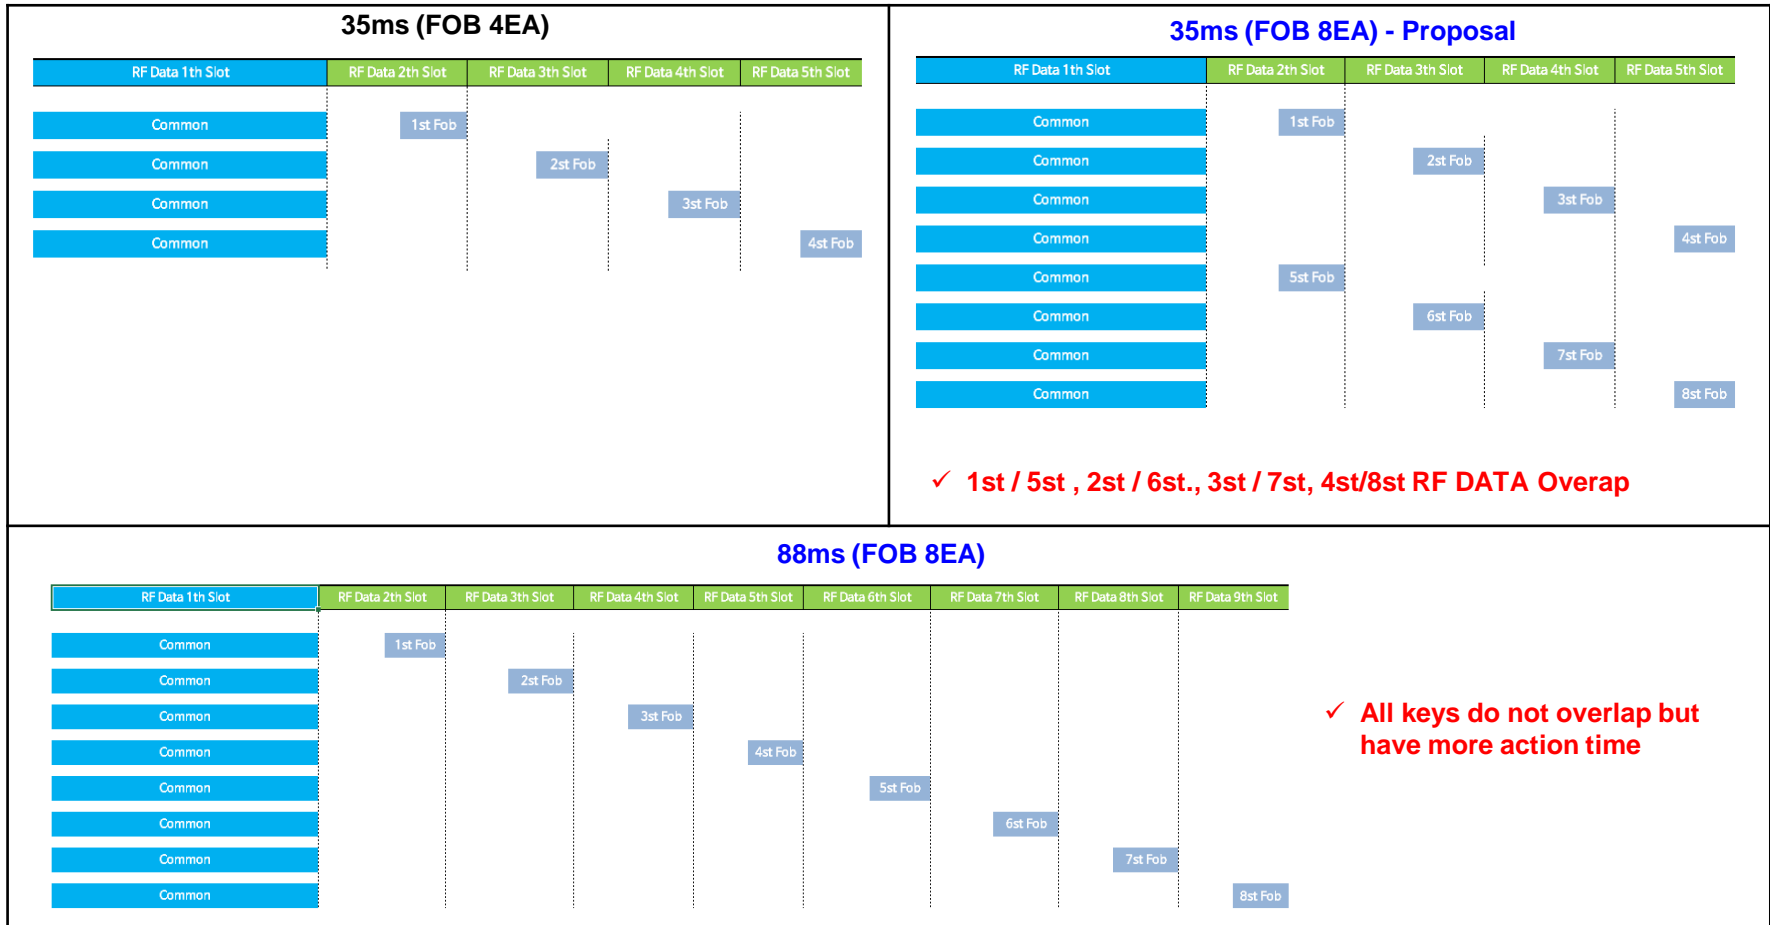 35ms (FOB 4EA)
RF Data 1th Slot RF Data 2th Slot RF Data 3th Slot RF Data 4th Slot RF Data 5th Slot
Common 1st Fob
Common 2st Fob
Common 3st Fob
Common 4st Fob
35ms (FOB 8EA) - Proposal
RF Data 1th Slot RF Data 2th Slot RF Data 3th Slot RF Data 4th Slot RF Data 5th Slot
Common 1st Fob
Common 2st Fob
Common 3st Fob
Common 4st Fob
Common 5st Fob
Common 6st Fob
Common 7st Fob
Common 8st Fob
✓ 1st / 5st , 2st / 6st., 3st / 7st, 4st/8st RF DATA Overap
88ms (FOB 8EA)
RF Data 1th Slot RF Data 2th Slot RF Data 3th Slot RF Data 4th Slot RF Data 5th Slot RF Data 6th Slot RF Data 7th Slot RF Data 8th Slot RF Data 9th Slot
Common 1st Fob
Common 2st Fob
Common 3st Fob
Common 4st Fob
Common 5st Fob
Common 6st Fob
Common 7st Fob
Common 8st Fob
✓ All keys do not overlap but
have more action time